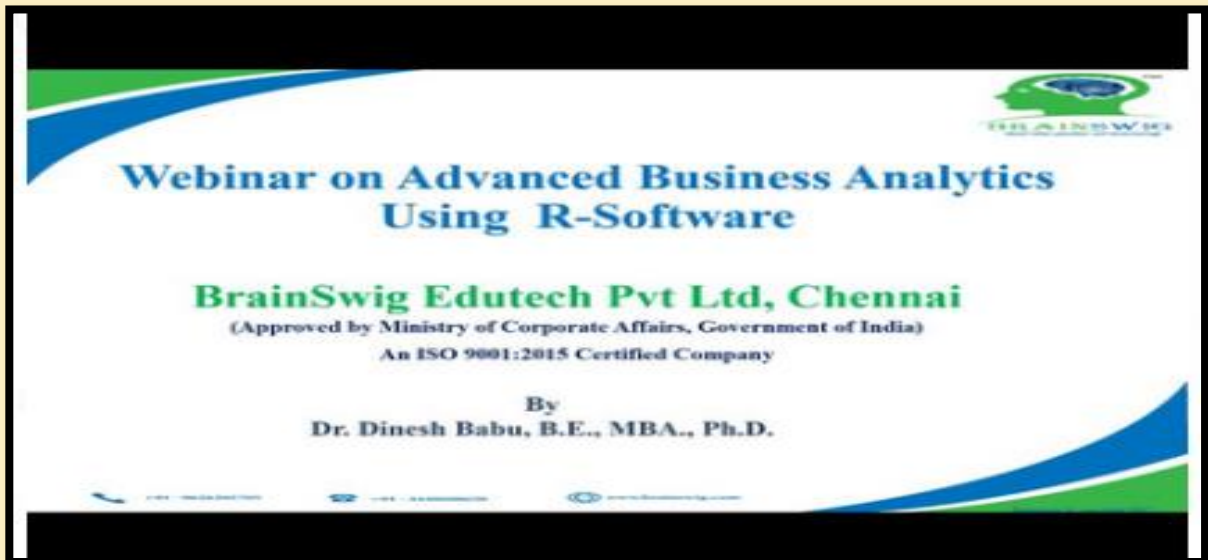 BRAINSWIG
Webinar on Advanced Business Analytics
Using R-Software
BrainSwig Edutech Pvt Ltd, Chennai
(Approved by Ministry of Corporate Affairs, Government of India)
An ISO 9001:2015 Certified Company
By
Dr. Dinesh Babu, B.E., MBA., Ph.D.